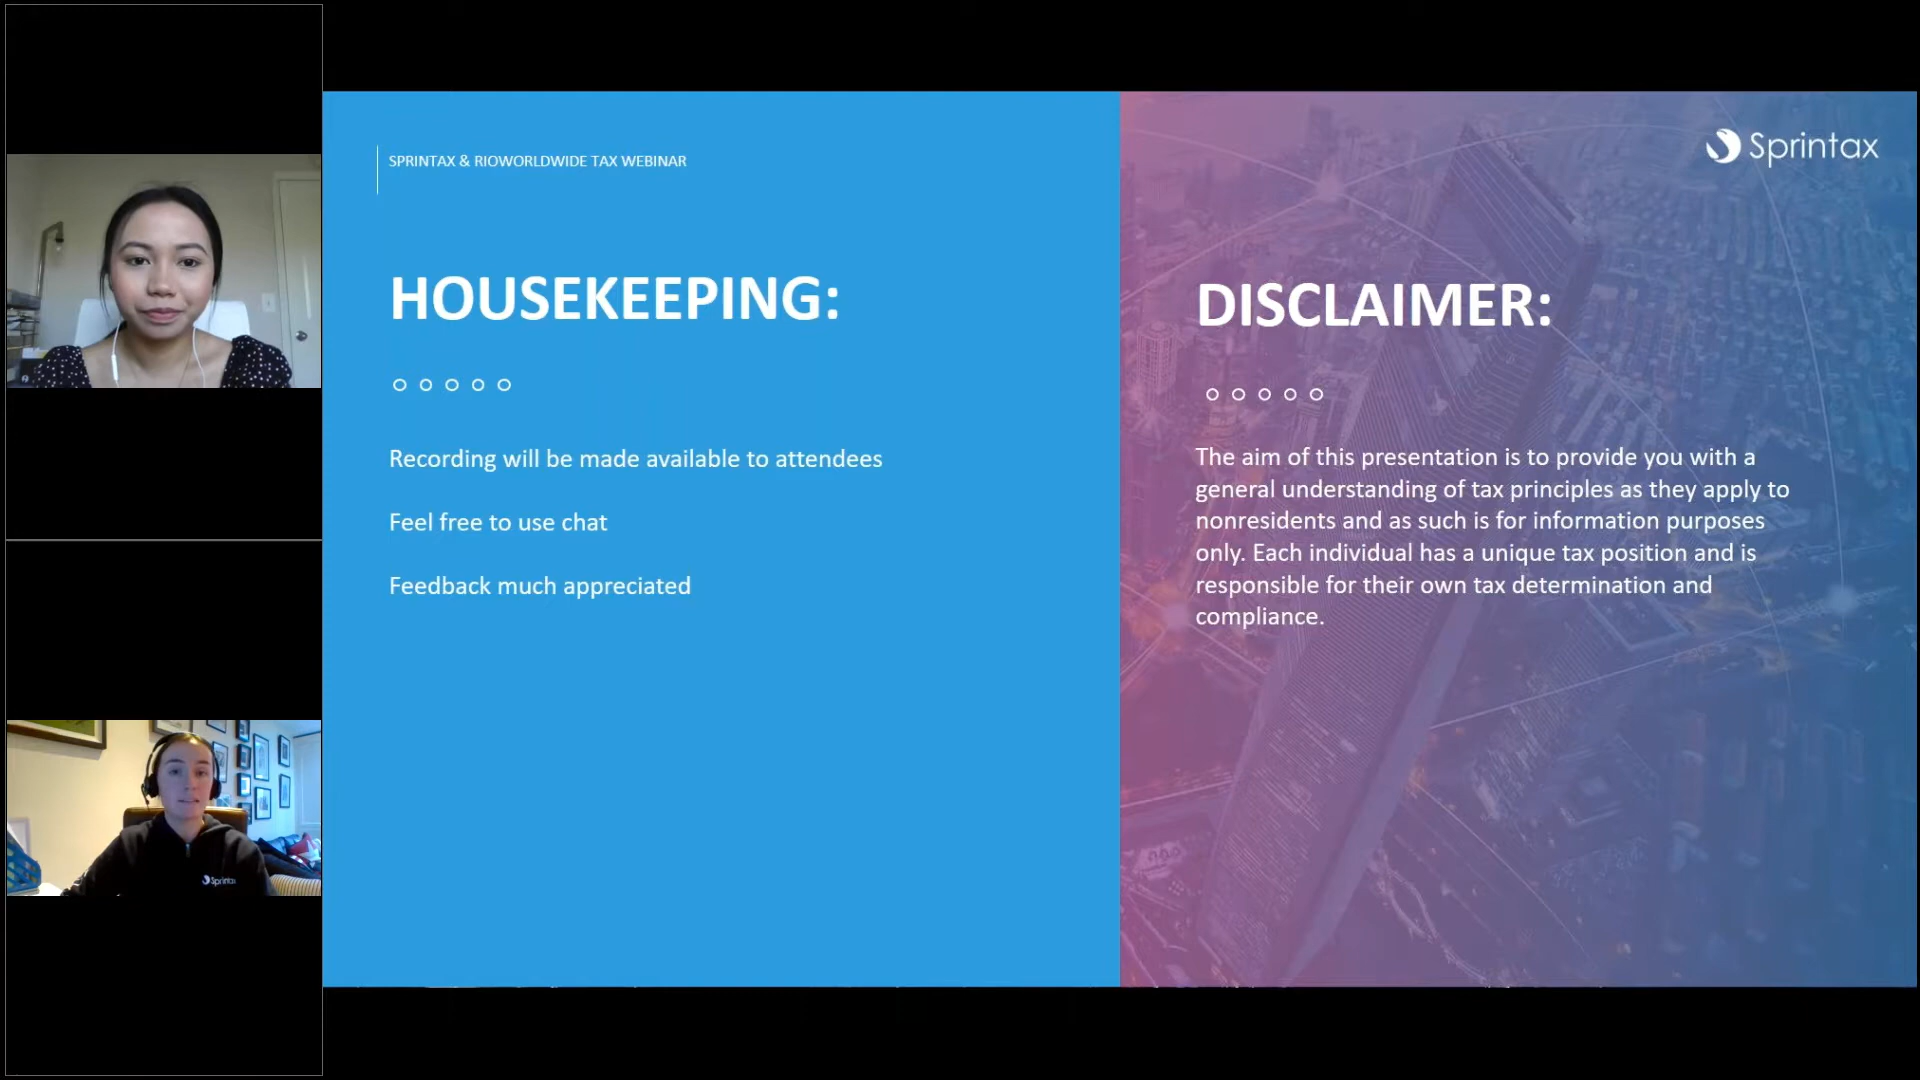 SPRINTAX & RIOWORLDWIDE TAX WEBINAR
HOUSEKEEPING:
Recording will be made available to attendees
Feel free to use chat
Feedback much appreciated
Sprintax
DISCLAIMER:
The aim of this presentation is to provide you with a
general understanding of tax principles as they apply to
nonresidents and as such is for information purposes
only. Each individual has a unique tax position and is
responsible for their own tax determination and
compliance.
Sprintax